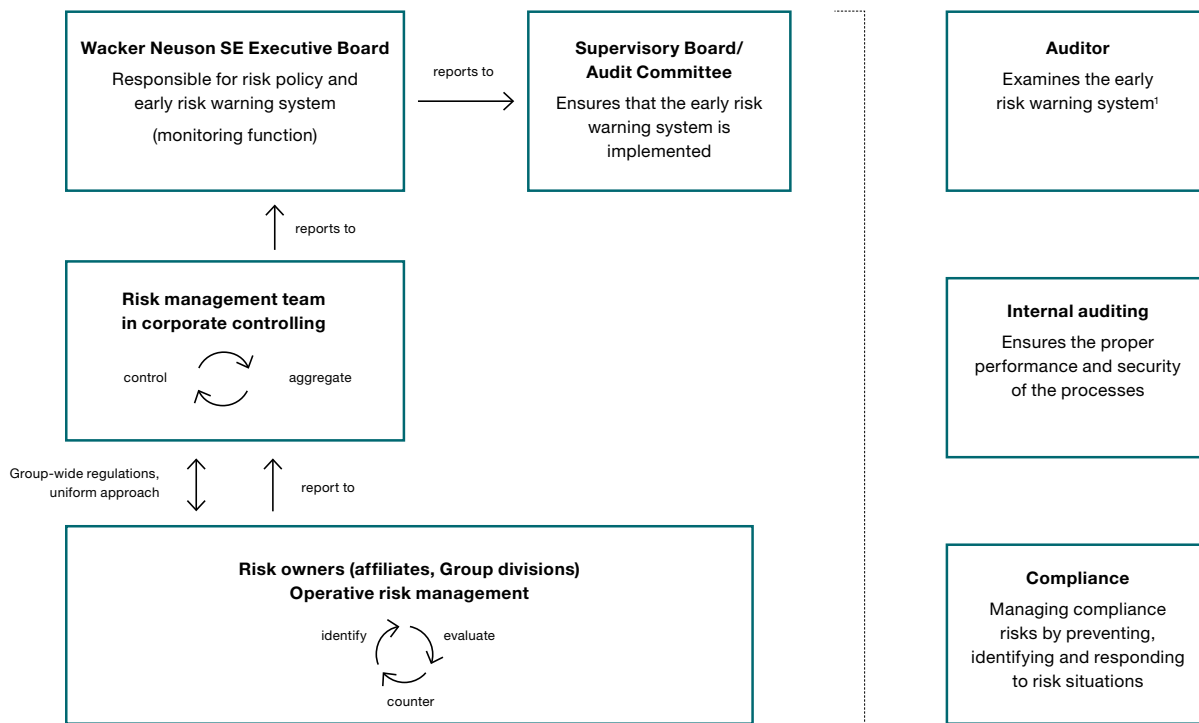 Wacker Neuson SE Executive Board
Responsible for risk policy and
early risk warning system
(monitoring function)
reports to
Supervisory Board/
Audit Committee
Ensures that the early risk
warning system is
implemented
Auditor
Examines the early
risk warning system¹
reports to
Risk management team
in corporate controlling
control
aggregate
Internal auditing
Ensures the proper
performance and security
of the processes
Group-wide regulations,
uniform approach
report to
Risk owners (affiliates, Group divisions)
Operative risk management
identify
evaluate
counter
Compliance
Managing compliance
risks by preventing,
identifying and responding
to risk situations